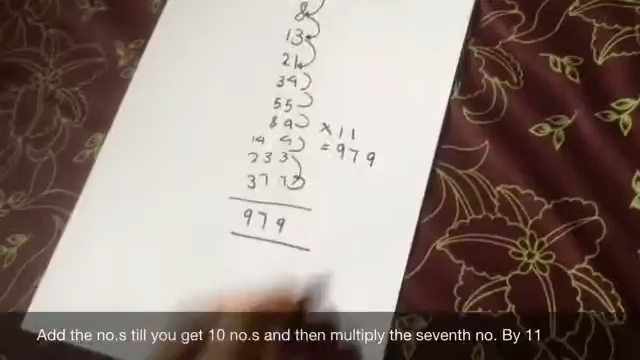 8
13
21
34
55
89 × 11
144 = 979
233
377
979
Add the no.s till you get 10 no.s and then multiply the seventh no. By 11